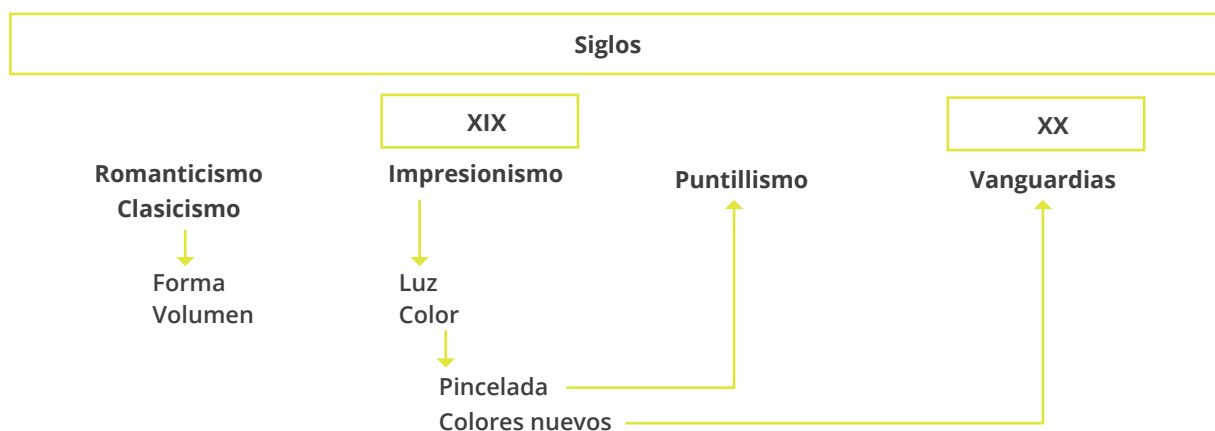 Siglos
XIX
XX
Romanticismo
Clasicismo
Impresionismo
Puntillismo
Vanguardias
Forma
Volumen
Luz
Color
Pincelada
Colores nuevos